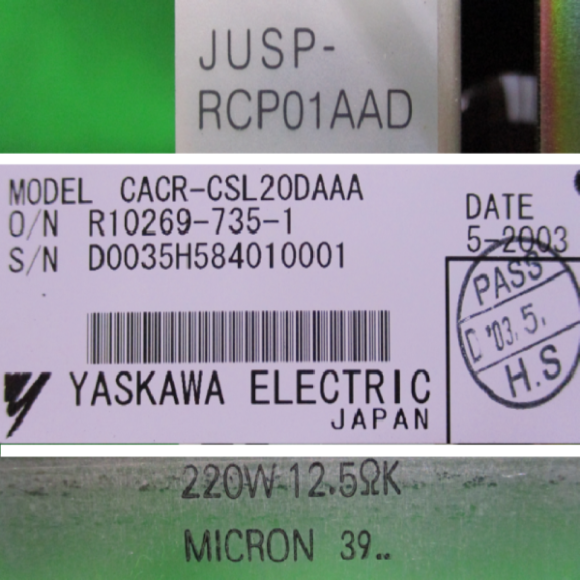 JUSP-
RCP01AAD
MODEL CACR-CSL20DAAA
O/N R10269-735-1
S/N D0035H584010001
DATE
5-2003
PASS
D '03.5.
H.S
YASKAWA ELECTRIC
JAPAN
220W 12.5ΩK
MICRON 39..